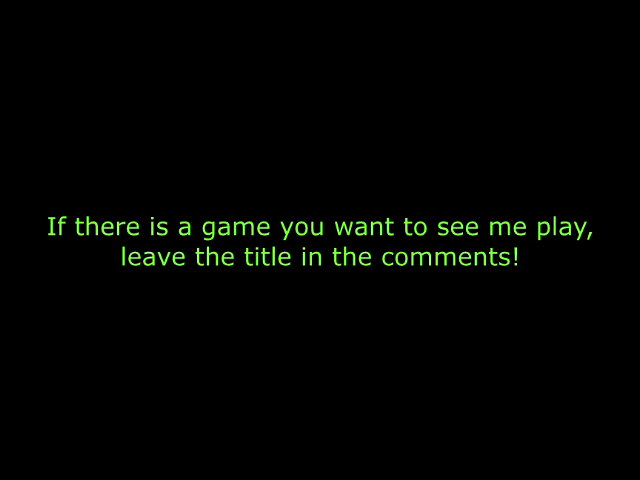 If there is a game you want to see me play,
leave the title in the comments!